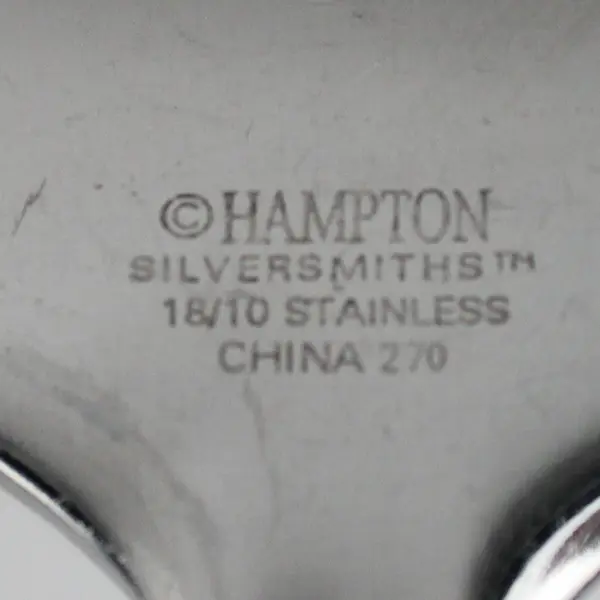 ©HAMPTON
SILVERSMITHS™
18/10 STAINLESS
CHINA 270